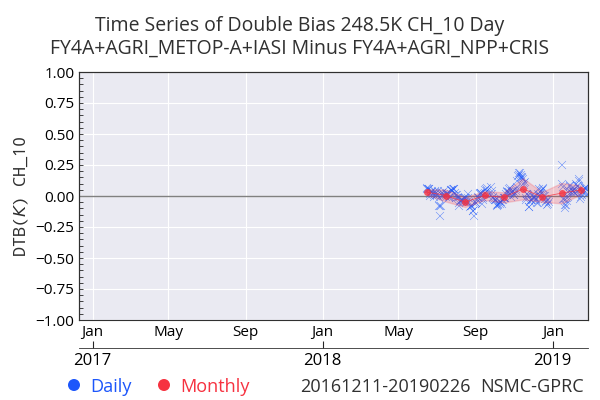 Time Series of Double Bias 248.5K CH_10 Day
FY4A+AGRI_METOP-A+IASI Minus FY4A+AGRI_NPP+CRIS
DTB(K) CH_10
1.00
0.75
0.50
0.25
0.00
−0.25
−0.50
−0.75
−1.00
Jan May Sep Jan May Sep Jan
2017 2018 2019
Daily Monthly 20161211-20190226 NSMC-GPRC